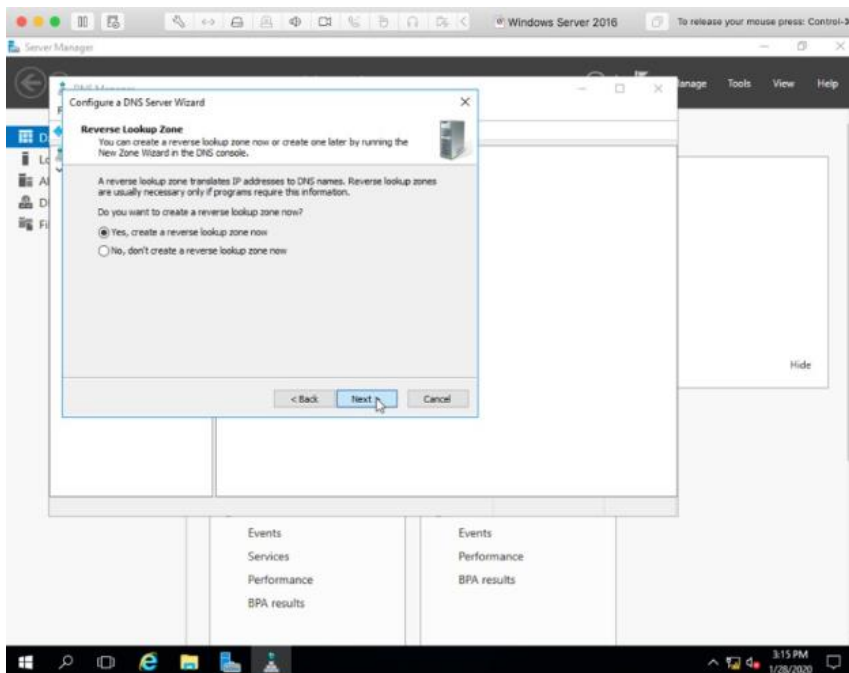 Windows Server 2016
To release your mouse press: Control-
Server Manager
DNS Manager
Manage Tools View Help
Configure a DNS Server Wizard
Reverse Lookup Zone
You can create a reverse lookup zone now or create one later by running the
New Zone Wizard in the DNS console.
A reverse lookup zone translates IP addresses to DNS names. Reverse lookup zones
are usually necessary only if programs require this information.
Do you want to create a reverse lookup zone now?
Yes, create a reverse lookup zone now
No, don't create a reverse lookup zone now
< Back Next > Cancel
Hide
Events Events
Services Performance
Performance BPA results
BPA results
3:15 PM
1/28/2020